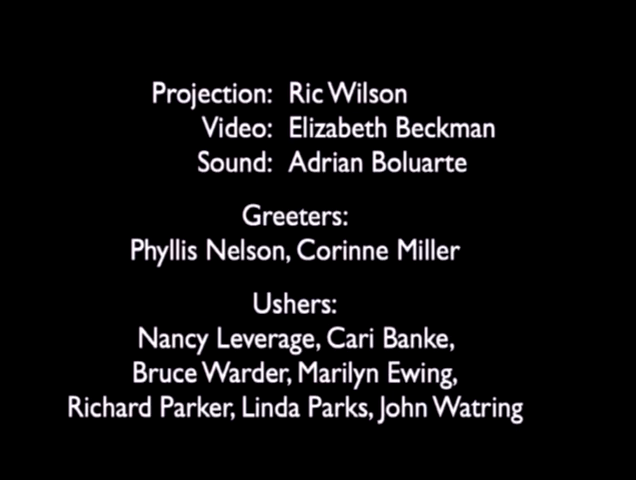 Projection: Ric Wilson
Video: Elizabeth Beckman
Sound: Adrian Boluarte
Greeters:
Phyllis Nelson, Corinne Miller
Ushers:
Nancy Leverage, Cari Banke,
Bruce Warder, Marilyn Ewing,
Richard Parker, Linda Parks, John Watring